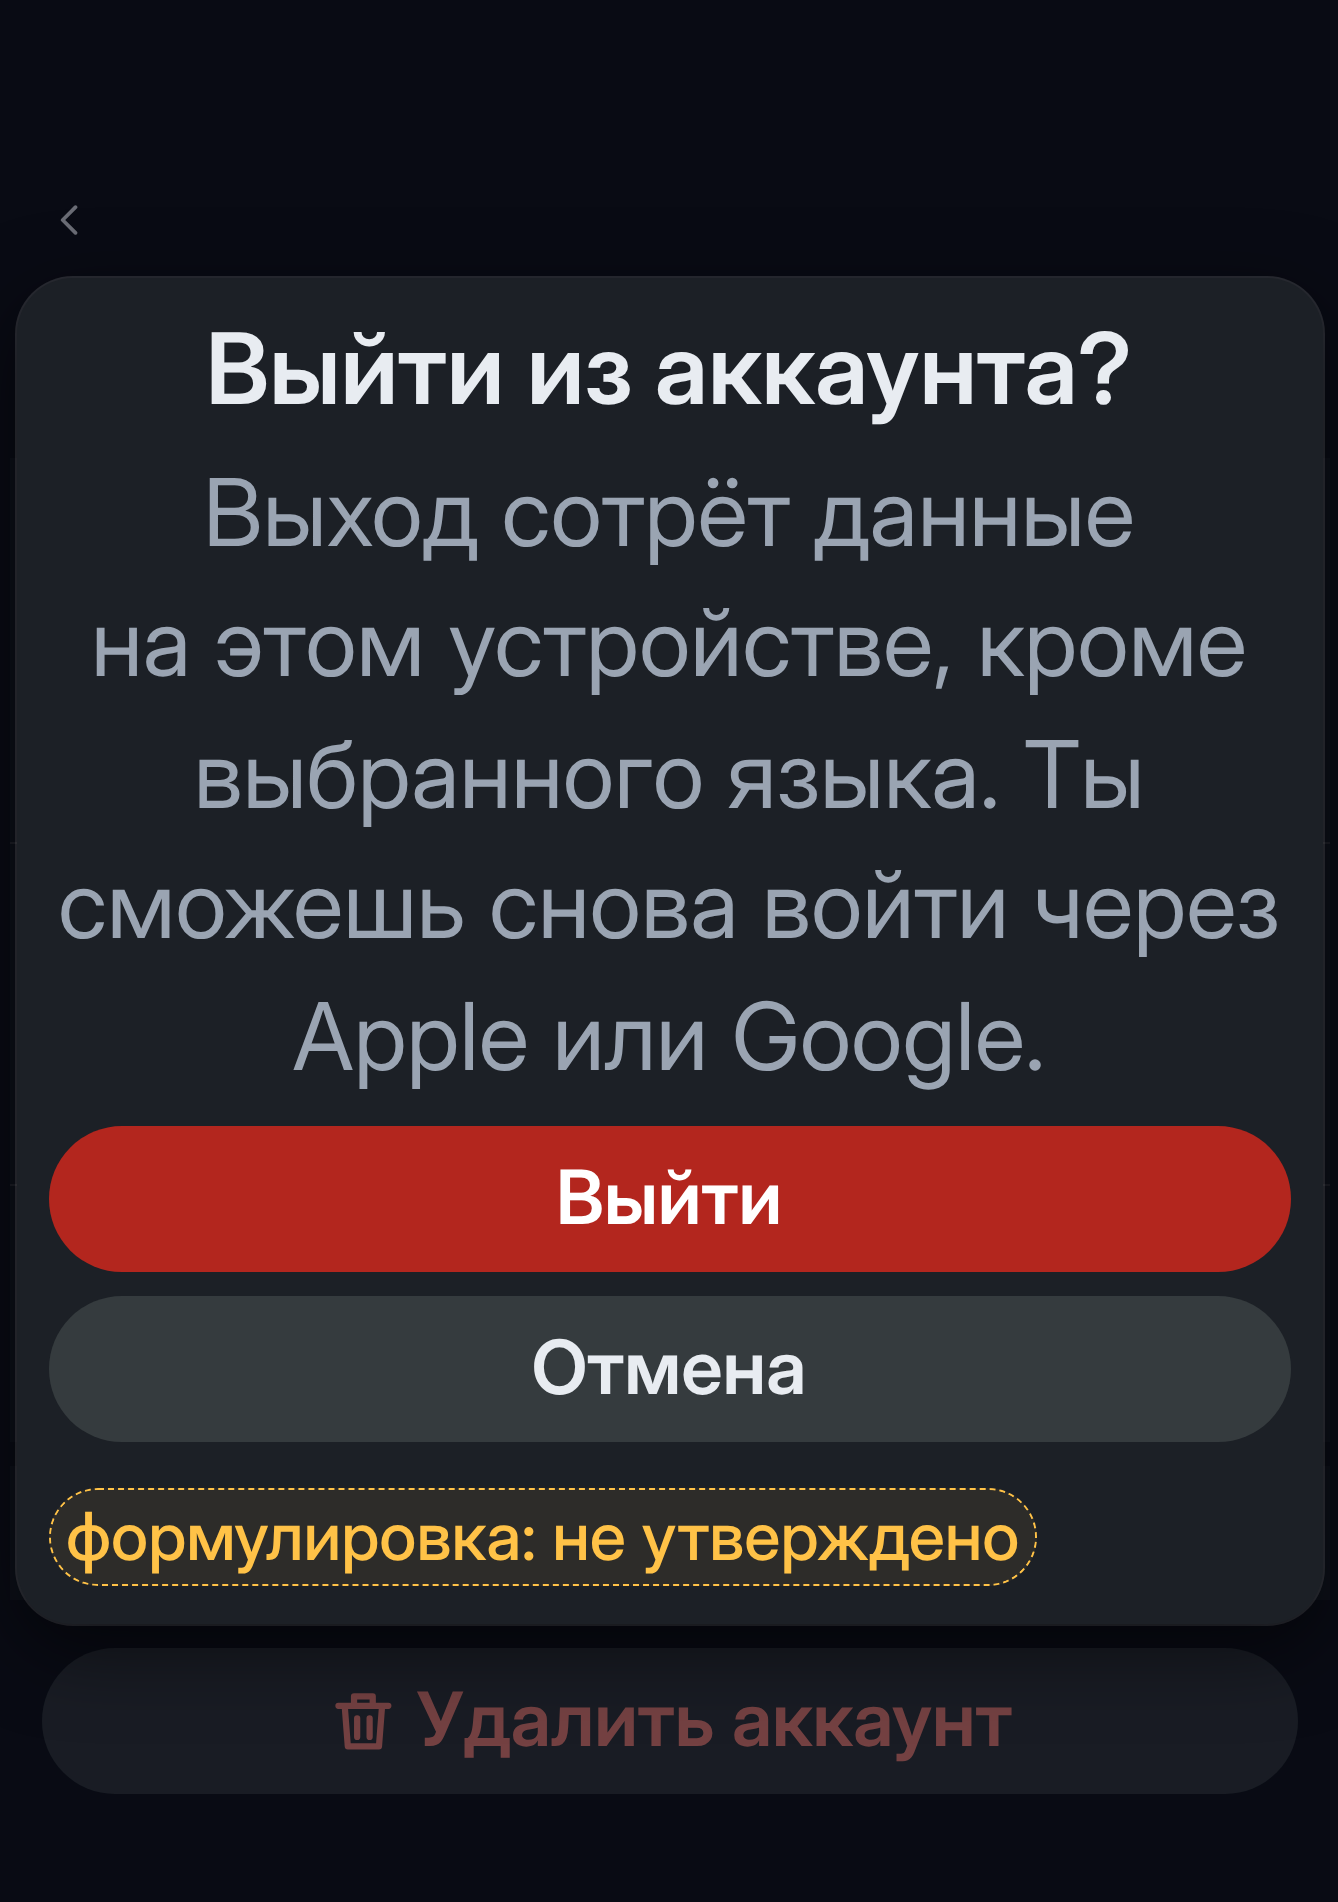 Выйти из аккаунта?
Выход сотрёт данные
на этом устройстве, кроме
выбранного языка. Ты
сможешь снова войти через
Apple или Google.
Выйти
Отмена
формулировка: не утверждено
Удалить аккаунт